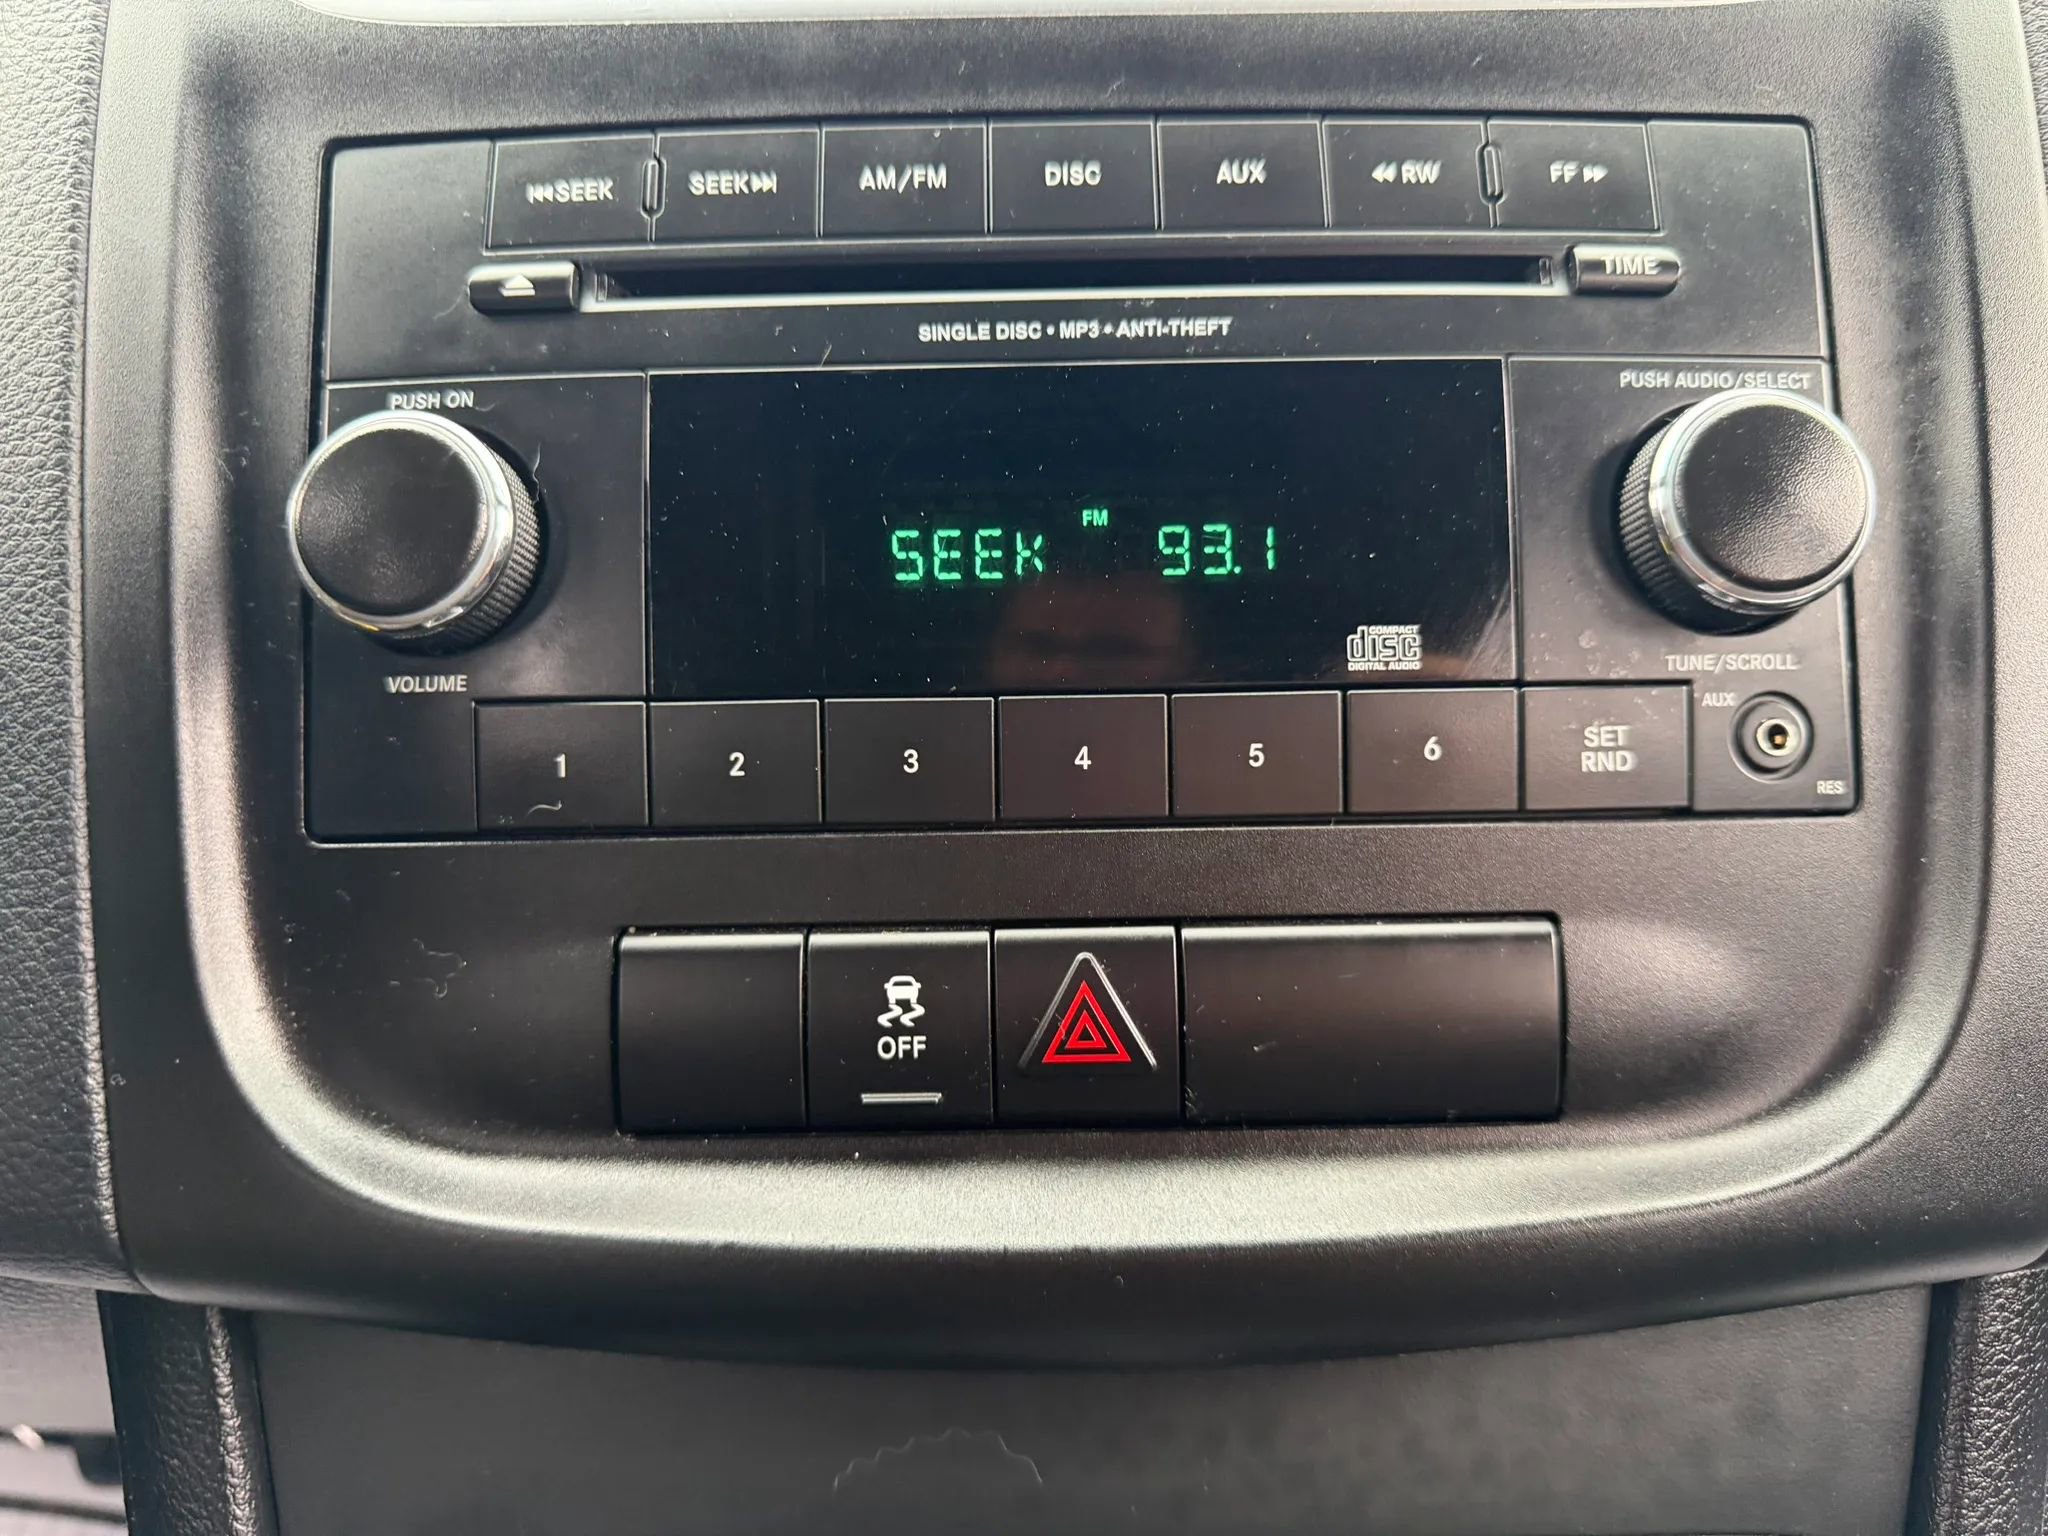 SEEK SEEK AM/FM DISC AUX RW FF
TIME
SINGLE DISC • MP3 • ANTI-THEFT
PUSH ON
PUSH AUDIO/SELECT
FM
SEEK 93.1
COMPACT
disc
DIGITAL AUDIO
VOLUME
TUNE/SCROLL
AUX
1 2 3 4 5 6 SET
RND
RES
OFF